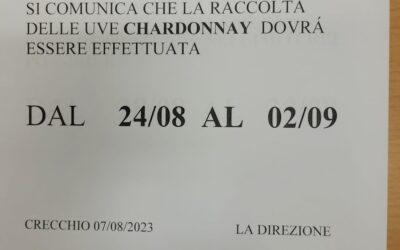 SI COMUNICA CHE LA RACCOLTA
DELLE UVE CHARDONNAY DOVRÁ
ESSERE EFFETTUATA
DAL 24/08 AL 02/09
CRECCHIO 07/08/2023 LA DIREZIONE